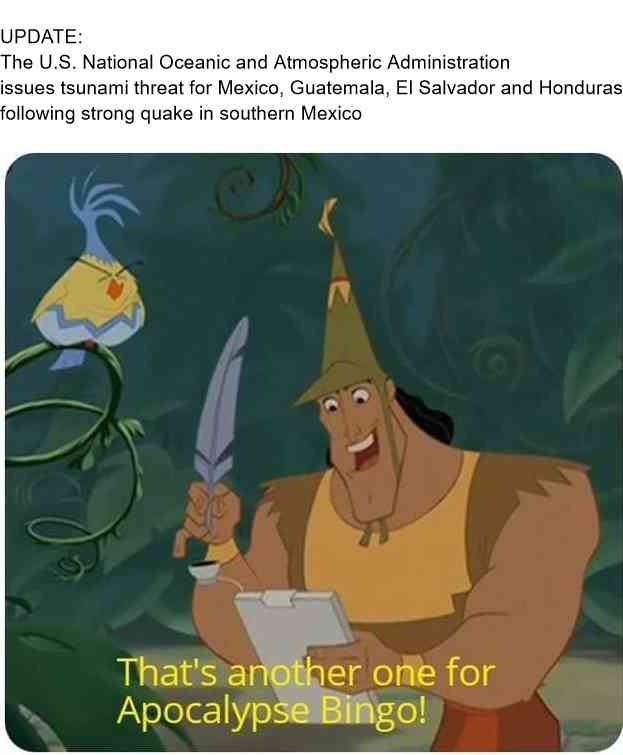 UPDATE:
The U.S. National Oceanic and Atmospheric Administration
issues tsunami threat for Mexico, Guatemala, El Salvador and Honduras
following strong quake in southern Mexico
That's another one for
Apocalypse Bingo!